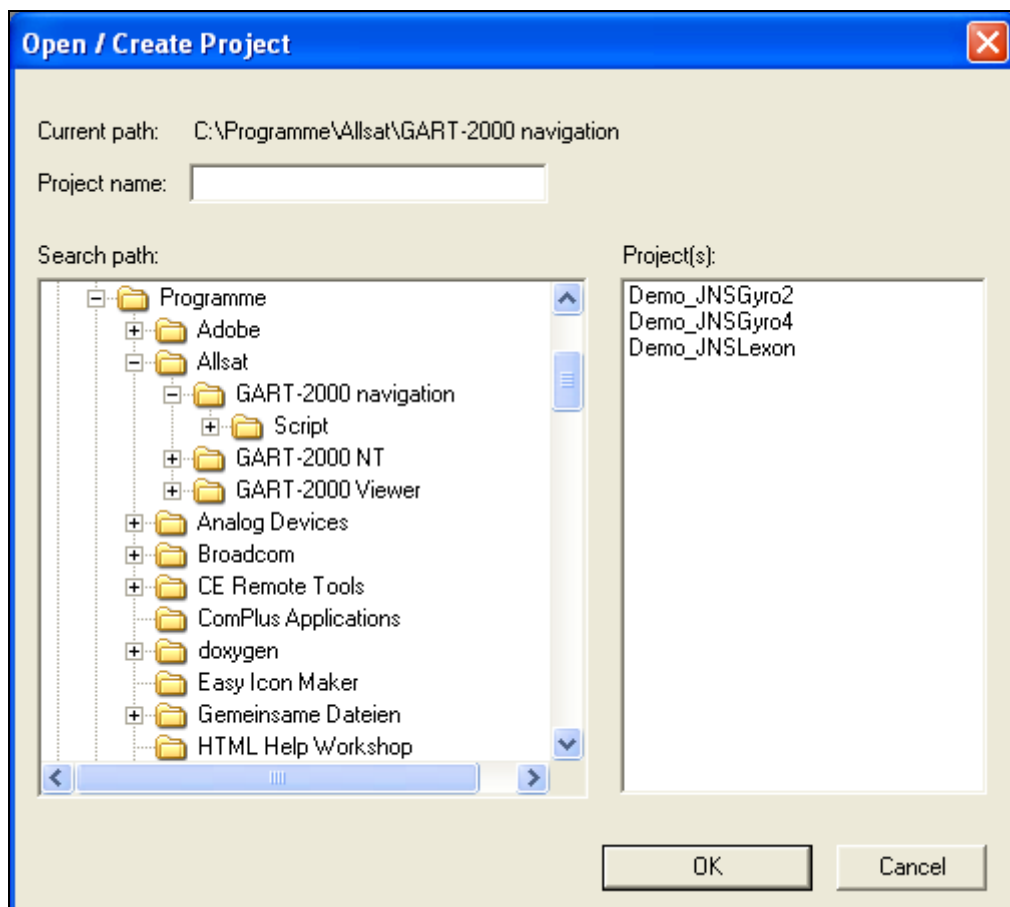 Open / Create Project
Current path: C:\Programme\Allsat\GART-2000 navigation
Project name:
Search path:
Programme
Adobe
Allsat
GART-2000 navigation
Script
GART-2000 NT
GART-2000 Viewer
Analog Devices
Broadcom
CE Remote Tools
ComPlus Applications
doxygen
Easy Icon Maker
Gemeinsame Dateien
HTML Help Workshop
Project(s):
Demo_JNSGyro2
Demo_JNSGyro4
Demo_JNSLexon
OK Cancel